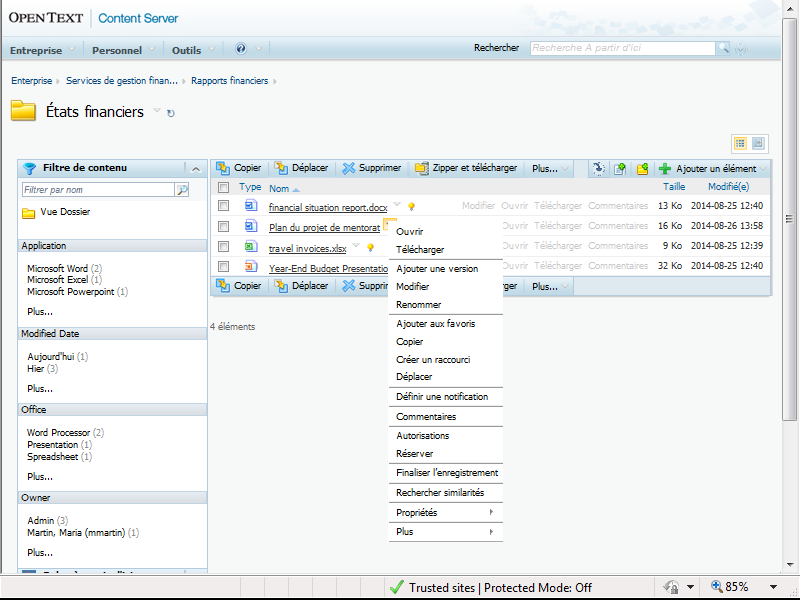 OPEN TEXT | Content Server
Entreprise Personnel Outils
Rechercher Recherche A partir d'ici
Entreprise › Services de gestion finan... › Rapports financiers ›
États financiers
Filtre de contenu
Filtrer par nom
Vue Dossier
Application
Microsoft Word (2)
Microsoft Excel (1)
Microsoft Powerpoint (1)
Plus...
Modified Date
Aujourd'hui (1)
Hier (3)
Plus...
Office
Word Processor (2)
Presentation (1)
Spreadsheet (1)
Plus...
Owner
Admin (3)
Martin, Maria (mmartin) (1)
Plus...
Copier Déplacer Supprimer Zipper et télécharger Plus... Ajouter un élément
Type Nom Taille Modifié(e)
financial situation report.docx Modifier Ouvrir Télécharger Commentaires 13 Ko 2014-08-25 12:40
Plan du projet de mentorat Ouvrir Télécharger Commentaires 16 Ko 2014-08-26 13:58
travel invoices.xlsx Ouvrir Télécharger Commentaires 9 Ko 2014-08-25 12:39
Year-End Budget Presentatio Ouvrir Télécharger Commentaires 32 Ko 2014-08-25 12:40
Copier Déplacer Supprir ger Plus...
4 éléments
Ouvrir
Télécharger
Ajouter une version
Modifier
Renommer
Ajouter aux favoris
Copier
Créer un raccourci
Déplacer
Définir une notification
Commentaires
Autorisations
Réserver
Finaliser l'enregistrement
Rechercher similarités
Propriétés
Plus
Trusted sites | Protected Mode: Off 85%